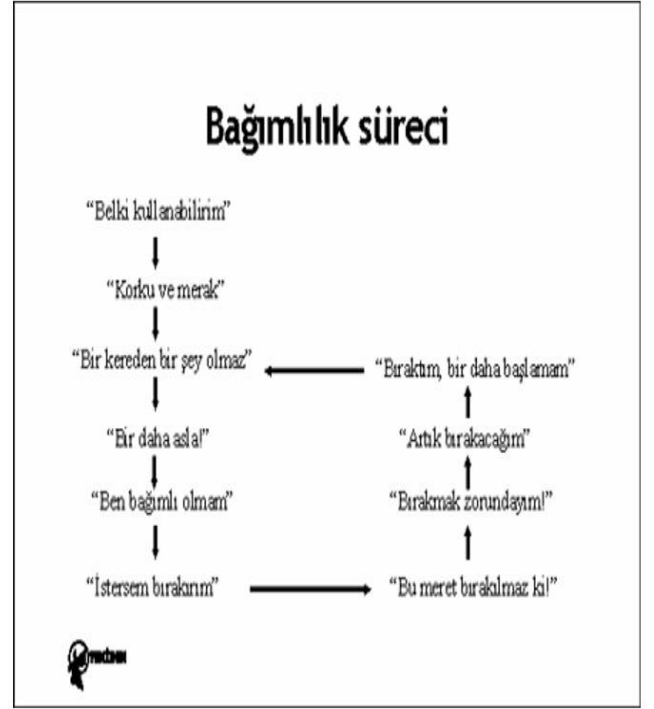 Bağımlılık süreci
“Belki kullanabilirim”
“Korku ve merak”
“Bir kereden bir şey olmaz”
“Bir daha asla!”
“Ben bağımlı olmam”
“İstersem bırakırım”
“Bu meret bırakılmaz ki!”
“Bırakmak zorundayım!”
“Artık bırakacağım”
“Bıraktım, bir daha başlamam”